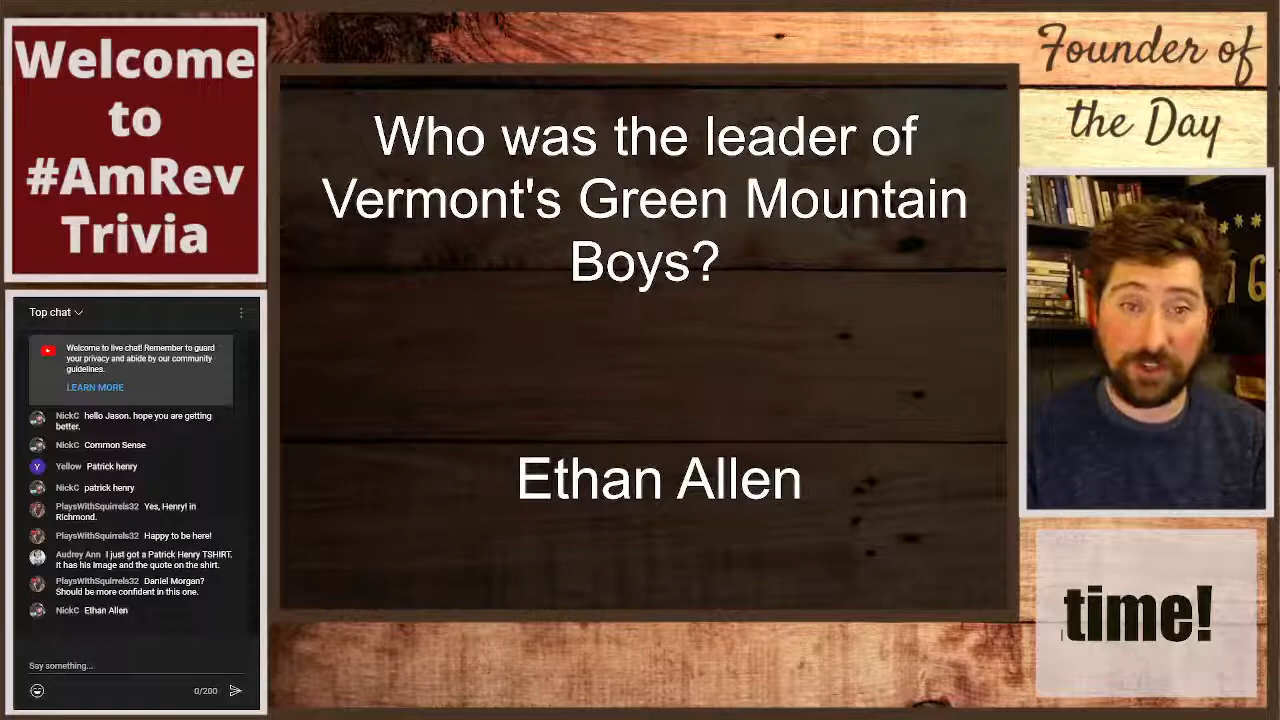 Welcome
to
#AmRev
Trivia
Who was the leader of
Vermont's Green Mountain
Boys?
Ethan Allen
Founder of
the Day
time!
Top chat
Welcome to live chat! Remember to guard
your privacy and abide by our community
guidelines.
LEARN MORE
NickC hello Jason. hope you are getting
better.
NickC Common Sense
Yellow Patrick henry
NickC patrick henry
PlaysWithSquirrels32 Yes, Henry! in
Richmond.
PlaysWithSquirrels32 Happy to be here!
Audrey Ann I just got a Patrick Henry TSHIRT.
It has his image and the quote on the shirt.
PlaysWithSquirrels32 Daniel Morgan?
Should be more confident in this one.
NickC Ethan Allen
Say something...
0/200